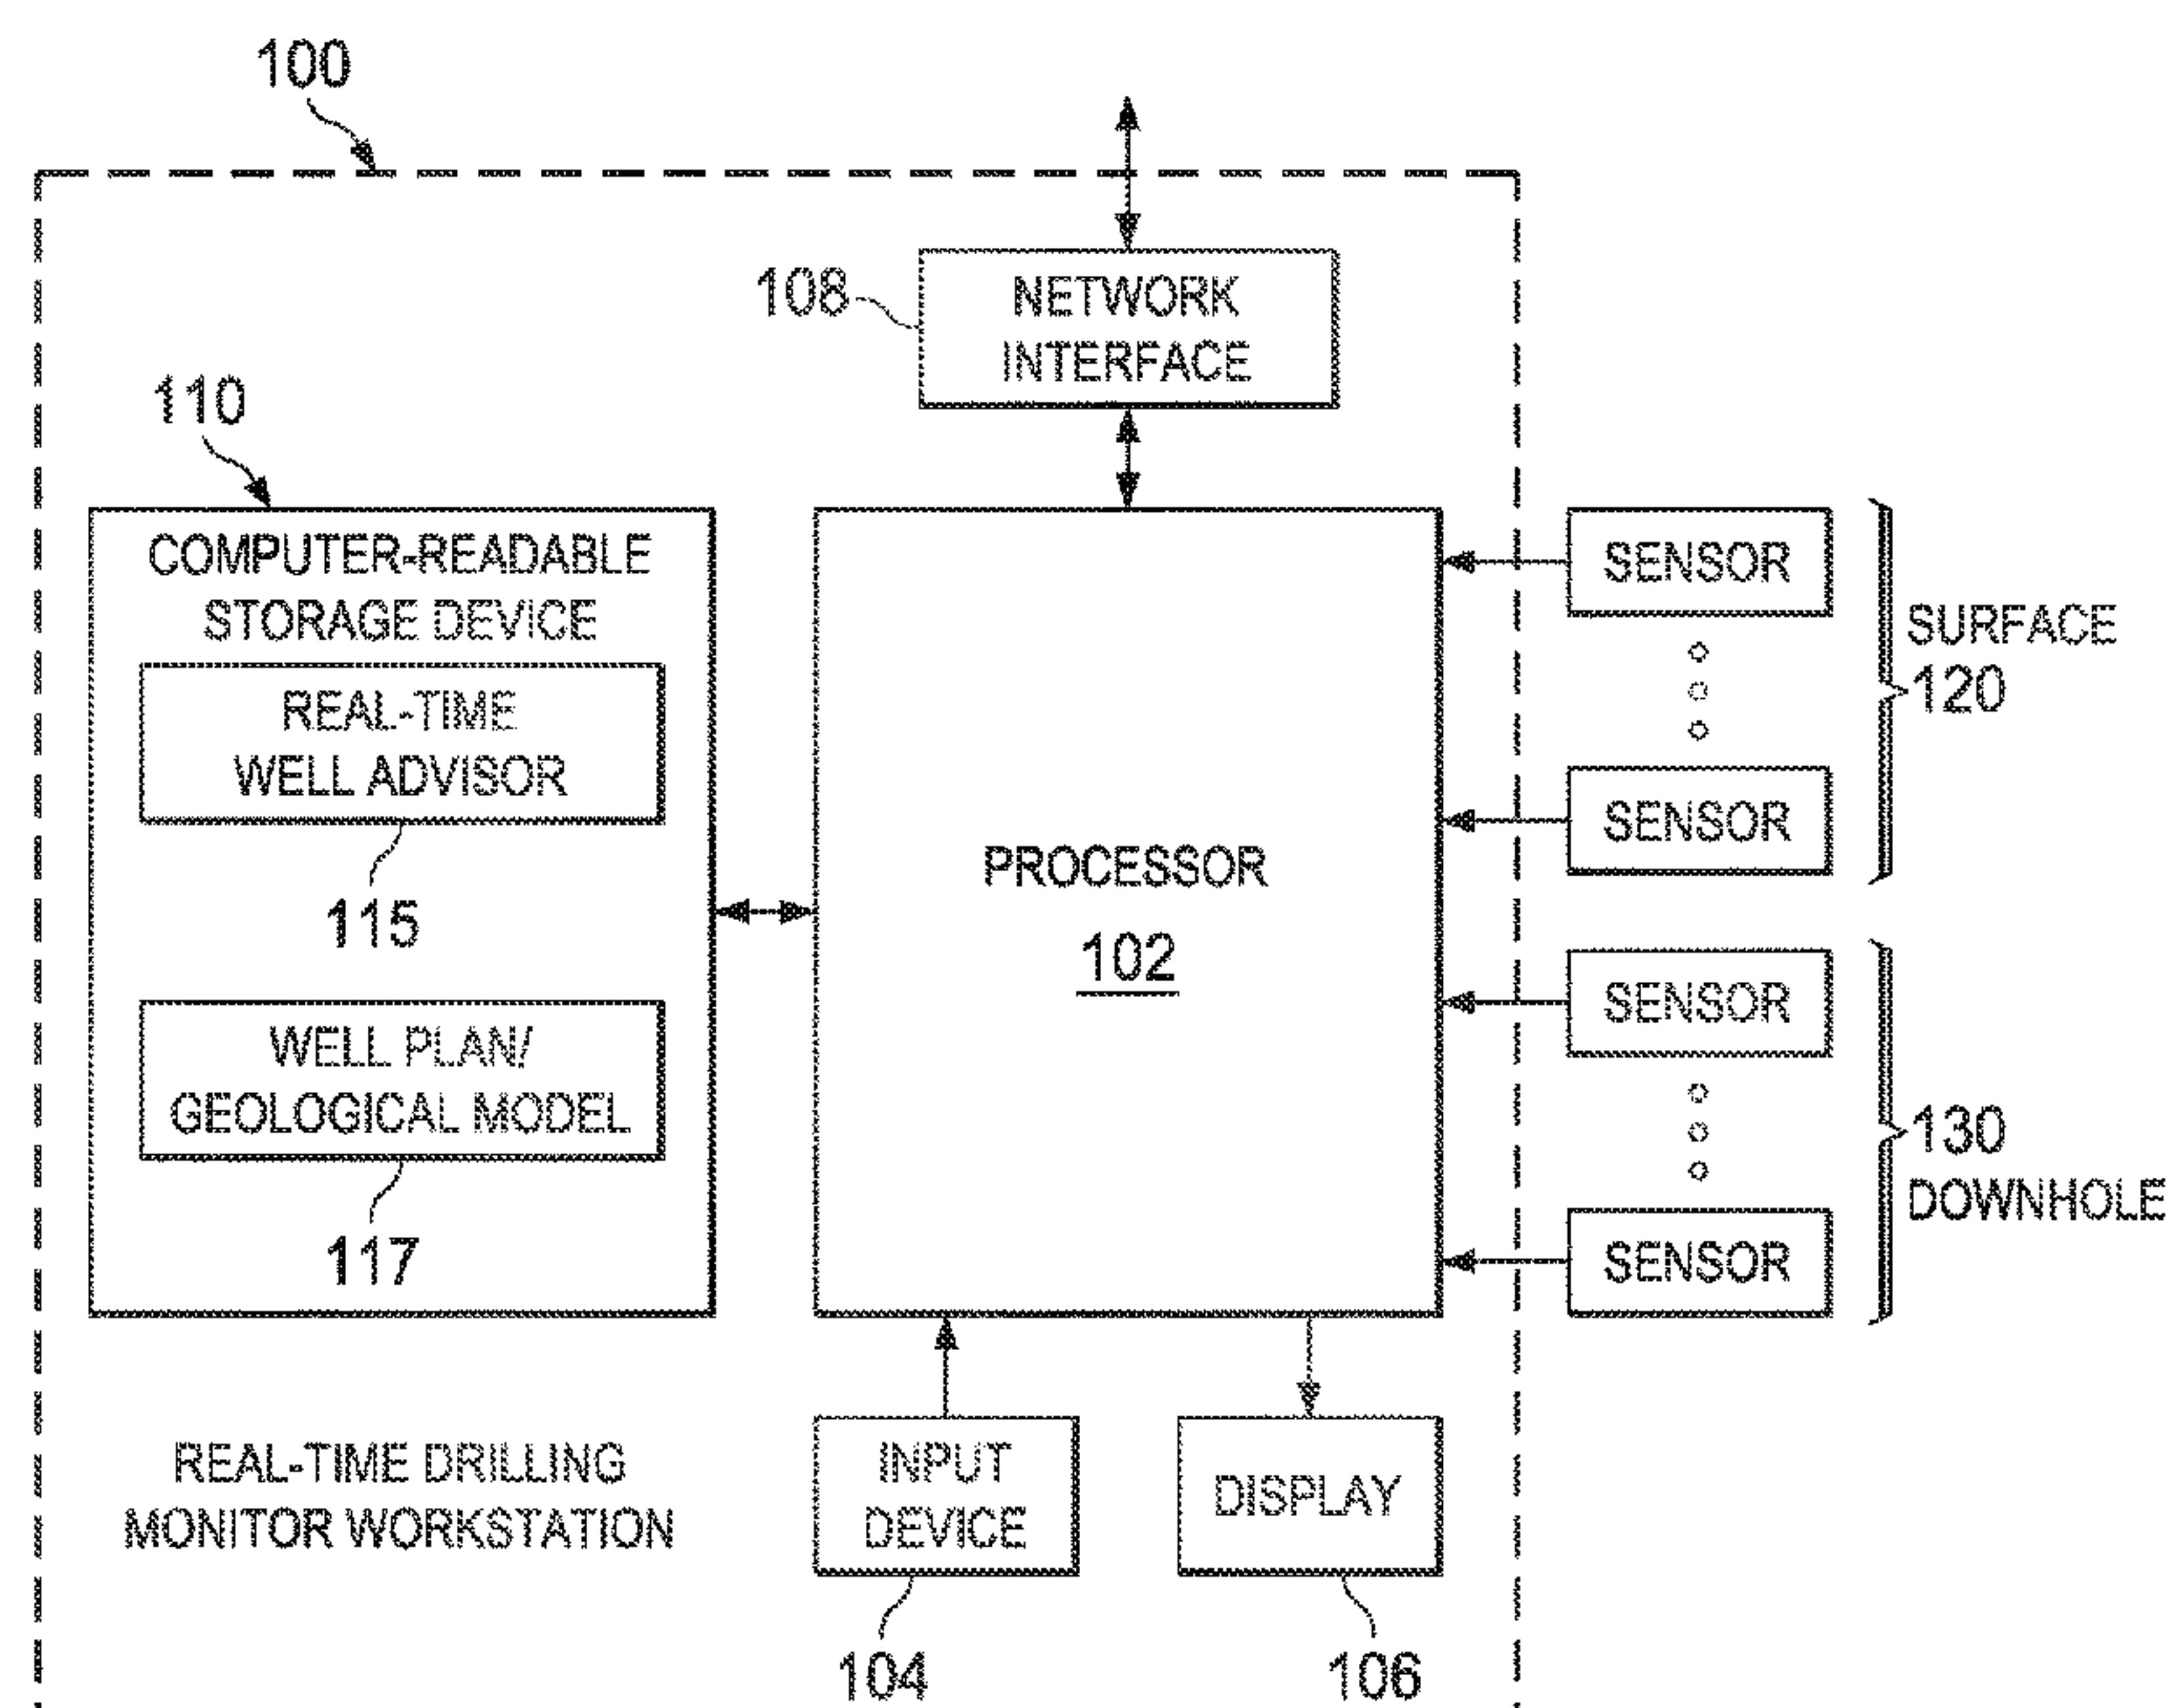 100
108
NETWORK
INTERFACE
110
COMPUTER-READABLE
STORAGE DEVICE
REAL-TIME
WELL ADVISOR
115
WELL PLAN/
GEOLOGICAL MODEL
117
PROCESSOR
102
SENSOR
SENSOR
SURFACE
120
SENSOR
SENSOR
130
DOWNHOLE
REAL-TIME DRILLING
MONITOR WORKSTATION
INPUT
DEVICE
104
DISPLAY
106